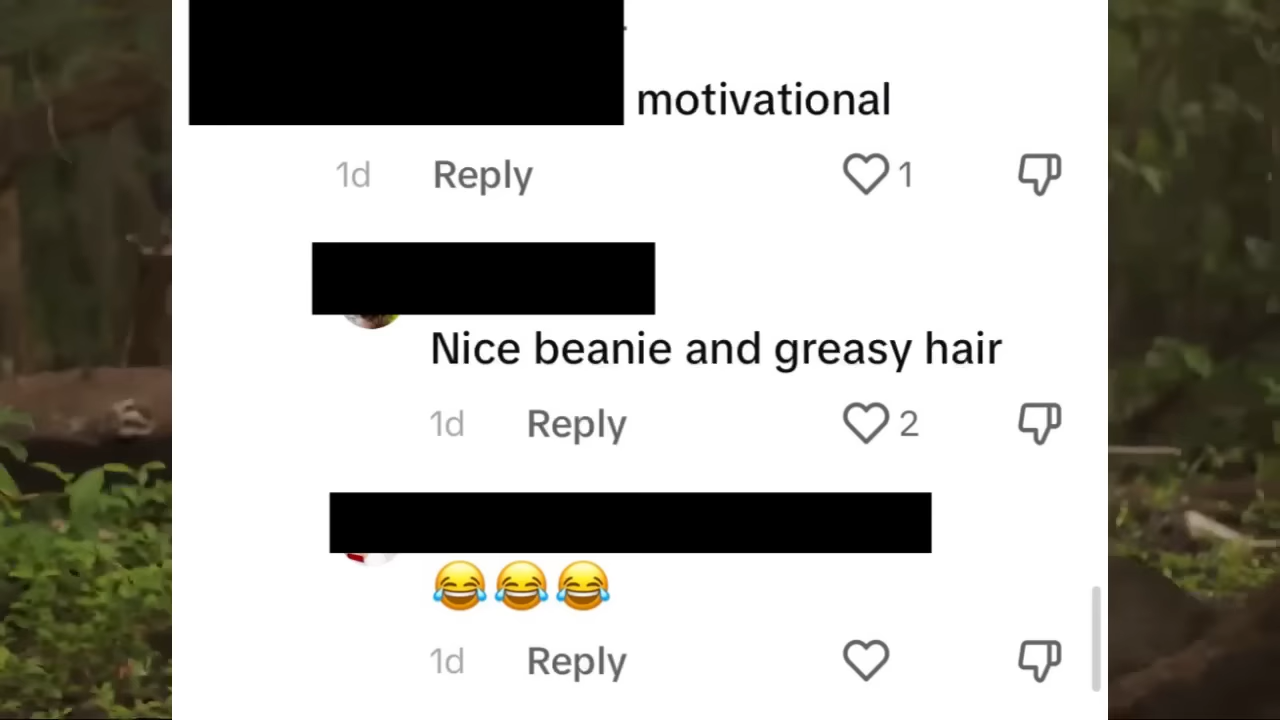 motivational
1d Reply 1
Nice beanie and greasy hair
1d Reply 2
😂😂😂
1d Reply